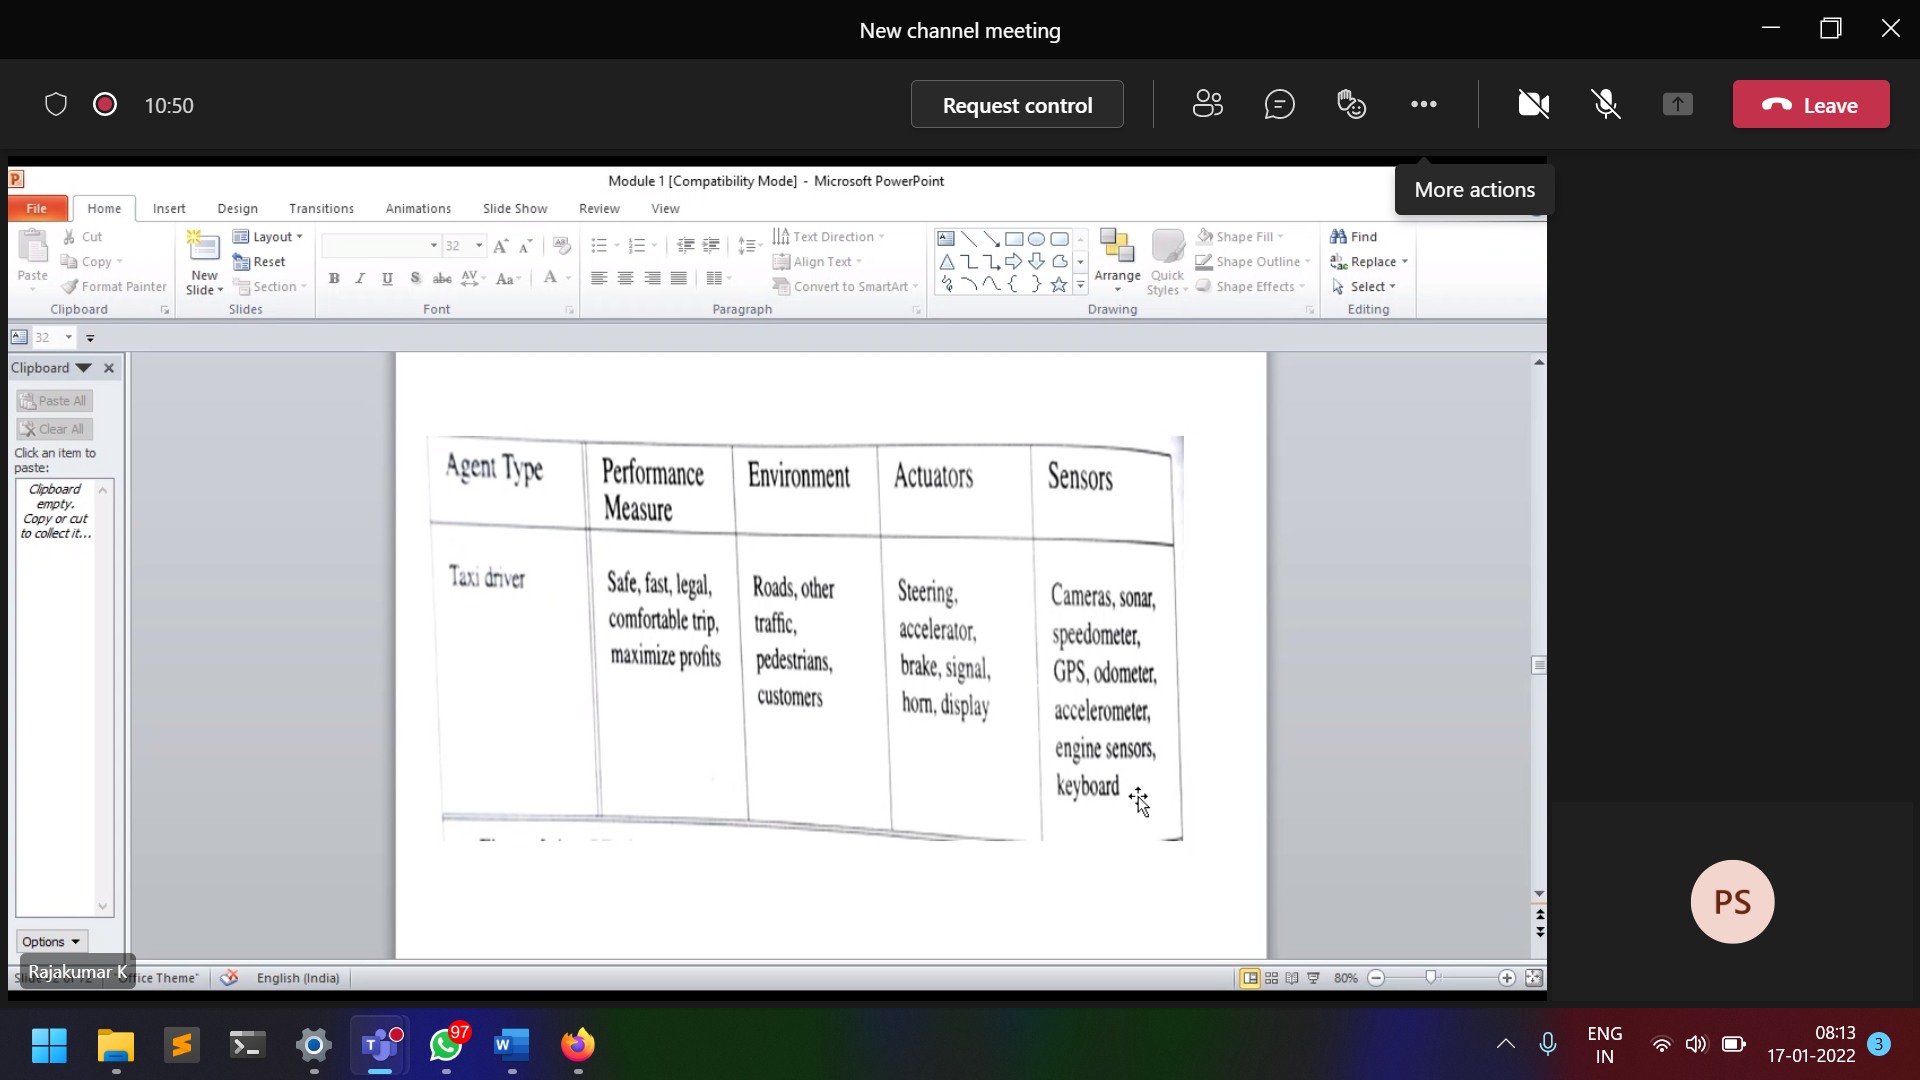 New channel meeting
10:50
Request control
Leave
More actions
Module 1 [Compatibility Mode] - Microsoft PowerPoint
File Home Insert Design Transitions Animations Slide Show Review View
Paste
Cut
Copy
Format Painter
Clipboard
New
Slide
Layout
Reset
Section
Slides
32
Font
Paragraph
Text Direction
Align Text
Convert to SmartArt
Arrange
Quick
Styles
Shape Fill
Shape Outline
Shape Effects
Drawing
Find
Replace
Select
Editing
32
Clipboard
Paste All
Clear All
Click an item to
paste:
Clipboard
empty.
Copy or cut
to collect it...
Options
Agent Type
Performance
Measure
Environment
Actuators
Sensors
Taxi driver
Safe, fast, legal,
comfortable trip,
maximize profits
Roads, other
traffic,
pedestrians,
customers
Steering,
accelerator,
brake, signal,
horn, display
Cameras, sonar,
speedometer,
GPS, odometer,
accelerometer,
engine sensors,
keyboard
PS
Rajakumar K
Theme"
English (India)
80%
97
ENG
IN
08:13
17-01-2022
3